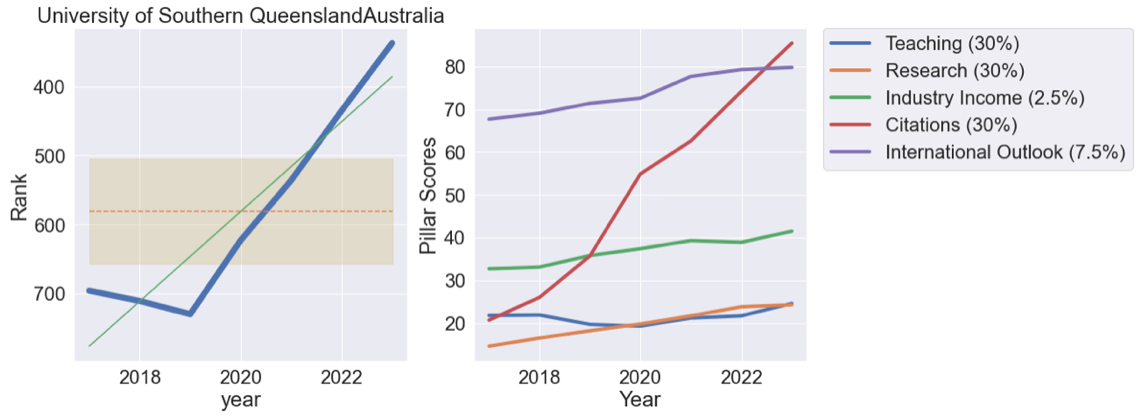 University of Southern QueenslandAustralia
Rank
400
500
600
700
2018
2020
2022
year
Pillar Scores
80
70
60
50
40
30
20
2018
2020
2022
Year
Teaching (30%)
Research (30%)
Industry Income (2.5%)
Citations (30%)
International Outlook (7.5%)